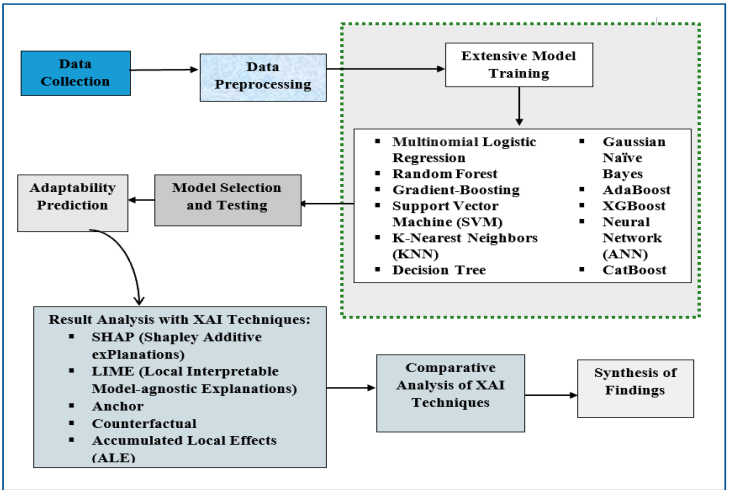 Data
Collection
Data
Preprocessing
Extensive Model
Training
▪ Multinomial Logistic
Regression
▪ Random Forest
▪ Gradient-Boosting
▪ Support Vector
Machine (SVM)
▪ K-Nearest Neighbors
(KNN)
▪ Decision Tree
▪ Gaussian
Naïve
Bayes
▪ AdaBoost
▪ XGBoost
▪ Neural
Network
(ANN)
▪ CatBoost
Model Selection
and Testing
Adaptability
Prediction
Result Analysis with XAI Techniques:
▪ SHAP (Shapley Additive
exPlanations)
▪ LIME (Local Interpretable
Model-agnostic Explanations)
▪ Anchor
▪ Counterfactual
▪ Accumulated Local Effects
(ALE)
Comparative
Analysis of XAI
Techniques
Synthesis of
Findings